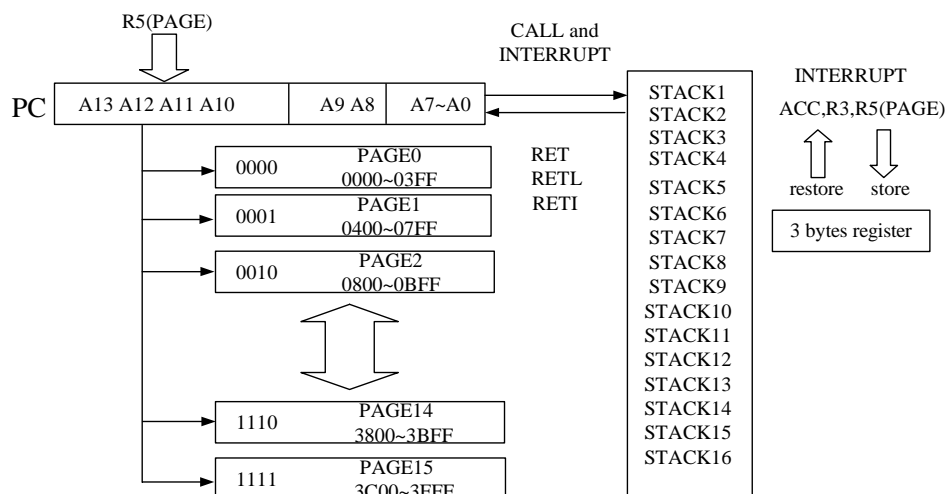 R5(PAGE)
PC
A13 A12 A11 A10
A9 A8
A7~A0
0000
PAGE0
0000~03FF
0001
PAGE1
0400~07FF
0010
PAGE2
0800~0BFF
1110
PAGE14
3800~3BFF
1111
PAGE15
3C00~3FFF
CALL and
INTERRUPT
RET
RETL
RETI
STACK1
STACK2
STACK3
STACK4
STACK5
STACK6
STACK7
STACK8
STACK9
STACK10
STACK11
STACK12
STACK13
STACK14
STACK15
STACK16
INTERRUPT
ACC,R3,R5(PAGE)
restore
store
3 bytes register